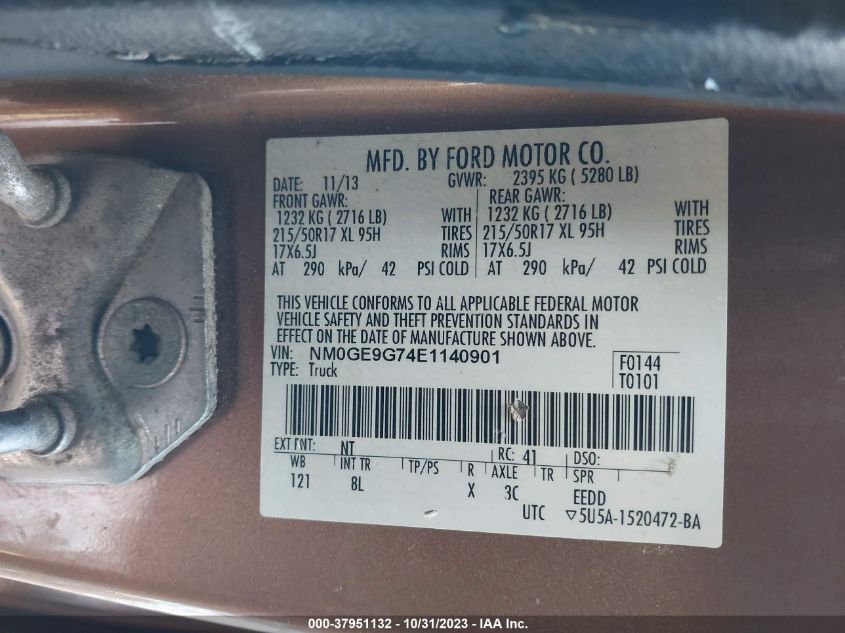 MFD. BY FORD MOTOR CO.
DATE: 11/13 GVWR: 2395 KG ( 5280 LB)
FRONT GAWR: REAR GAWR:
1232 KG ( 2716 LB) WITH 1232 KG ( 2716 LB) WITH
215/50R17 XL 95H TIRES 215/50R17 XL 95H TIRES
17X6.5J RIMS 17X6.5J RIMS
AT 290 kPa/ 42 PSI COLD AT 290 kPa/ 42 PSI COLD
THIS VEHICLE CONFORMS TO ALL APPLICABLE FEDERAL MOTOR
VEHICLE SAFETY AND THEFT PREVENTION STANDARDS IN
EFFECT ON THE DATE OF MANUFACTURE SHOWN ABOVE.
VIN: NM0GE9G74E1140901 F0144
TYPE: Truck T0101
EXT PNT: NT RC: 41 DSO:
WB INT TR TP/PS R AXLE TR SPR
121 8L X 3C EEDD
UTC ▽5U5A-1520472-BA
000-37951132 - 10/31/2023 - IAA Inc.